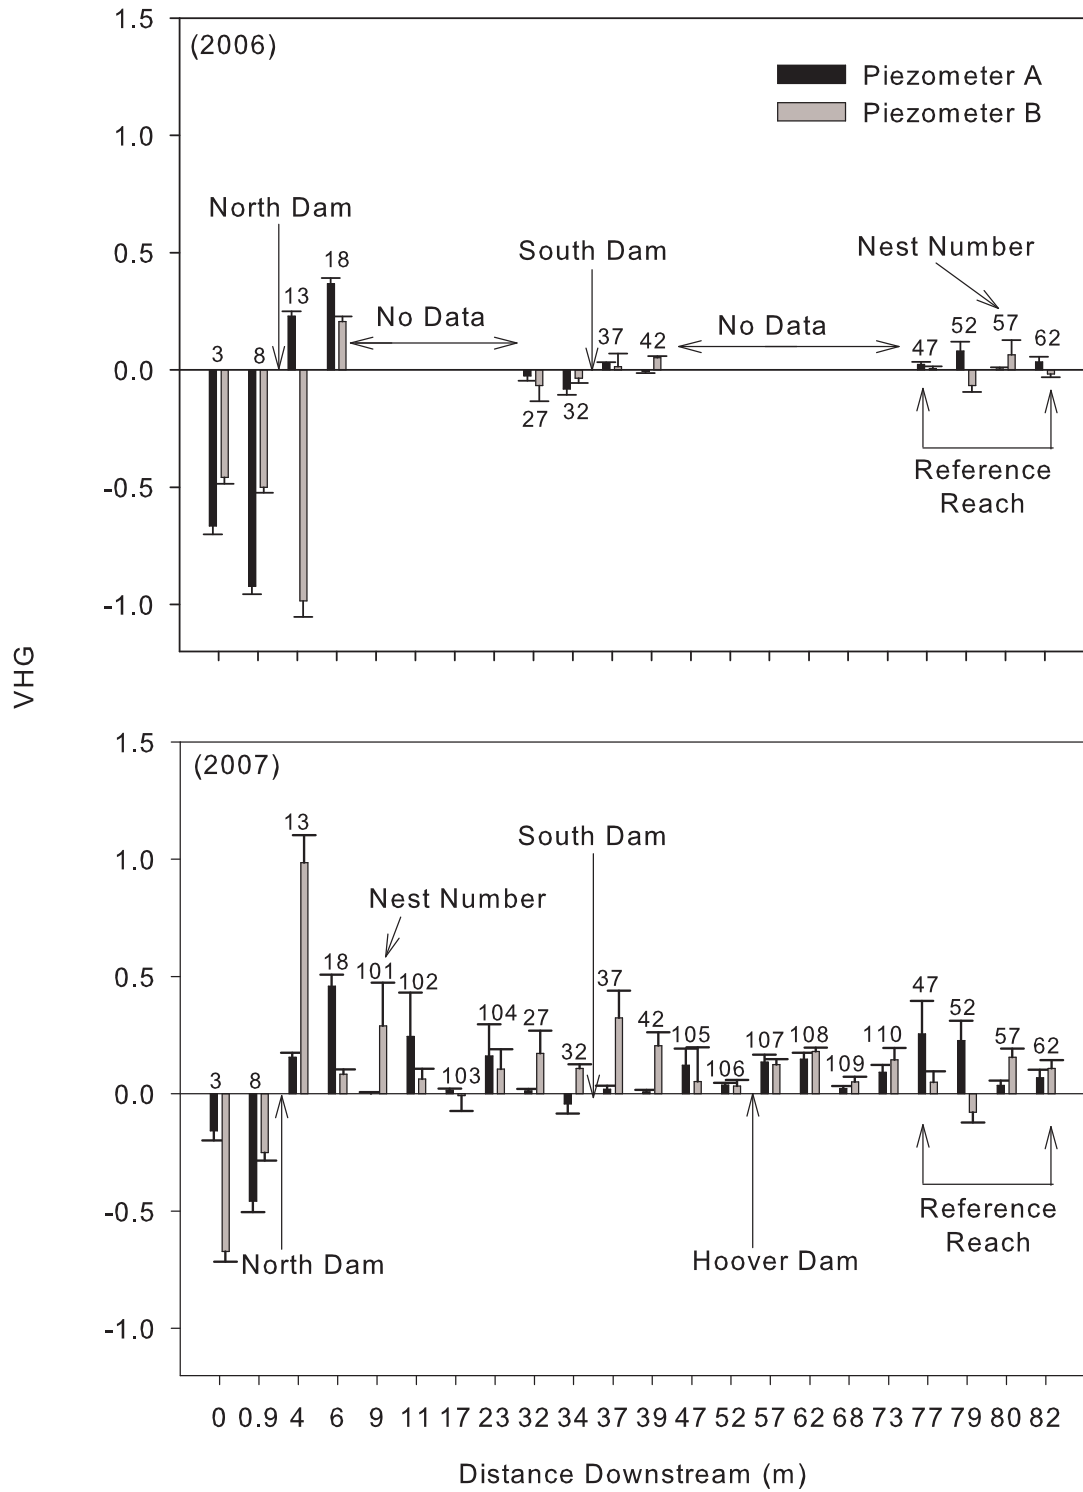 1.5
(2006)
Piezometer A
Piezometer B
1.0
North Dam
0.5
South Dam
Nest Number
18
13
No Data
No Data
37
42
47
52
57
62
3
8
0.0
27
32
Reference
Reach
-0.5
-1.0
VHG
1.5
(2007)
13
South Dam
1.0
Nest Number
18
101
102
0.5
104
27
37
42
47
52
32
105
107
108
110
57
62
103
106
109
3
8
0.0
-0.5
North Dam
Hoover Dam
Reference
Reach
-1.0
0 0.9 4 6 9 11 17 23 32 34 37 39 47 52 57 62 68 73 77 79 80 82
Distance Downstream (m)